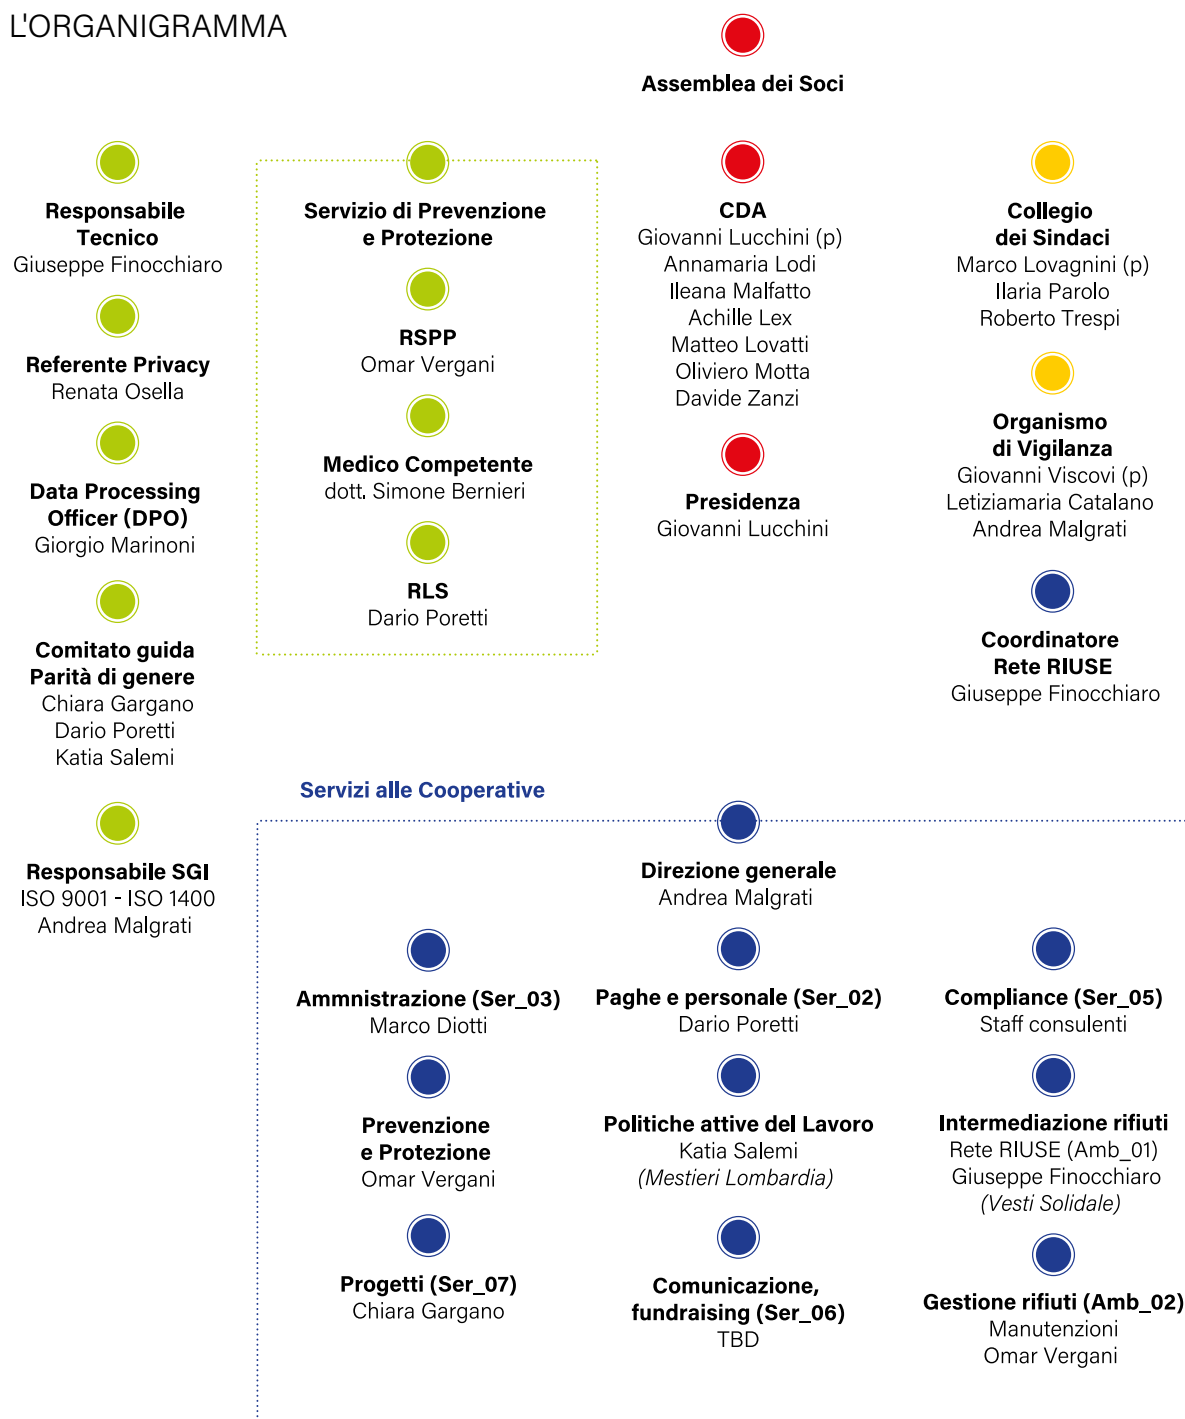 L'ORGANIGRAMMA
Assemblea dei Soci
Responsabile
Tecnico
Giuseppe Finocchiaro
Referente Privacy
Renata Osella
Data Processing
Officer (DPO)
Giorgio Marinoni
Comitato guida
Parità di genere
Chiara Gargano
Dario Poretti
Katia Salemi
Responsabile SGI
ISO 9001 - ISO 1400
Andrea Malgrati
Servizio di Prevenzione
e Protezione
RSPP
Omar Vergani
Medico Competente
dott. Simone Bernieri
RLS
Dario Poretti
CDA
Giovanni Lucchini (p)
Annamaria Lodi
Ileana Malfatto
Achille Lex
Matteo Lovatti
Oliviero Motta
Davide Zanzi
Presidenza
Giovanni Lucchini
Collegio
dei Sindaci
Marco Lovagnini (p)
Ilaria Parolo
Roberto Trespi
Organismo
di Vigilanza
Giovanni Viscovi (p)
Letiziamaria Catalano
Andrea Malgrati
Coordinatore
Rete RIUSE
Giuseppe Finocchiaro
Servizi alle Cooperative
Direzione generale
Andrea Malgrati
Ammnistrazione (Ser_03)
Marco Diotti
Paghe e personale (Ser_02)
Dario Poretti
Compliance (Ser_05)
Staff consulenti
Prevenzione
e Protezione
Omar Vergani
Politiche attive del Lavoro
Katia Salemi
(Mestieri Lombardia)
Intermediazione rifiuti
Rete RIUSE (Amb_01)
Giuseppe Finocchiaro
(Vesti Solidale)
Progetti (Ser_07)
Chiara Gargano
Comunicazione,
fundraising (Ser_06)
TBD
Gestione rifiuti (Amb_02)
Manutenzioni
Omar Vergani